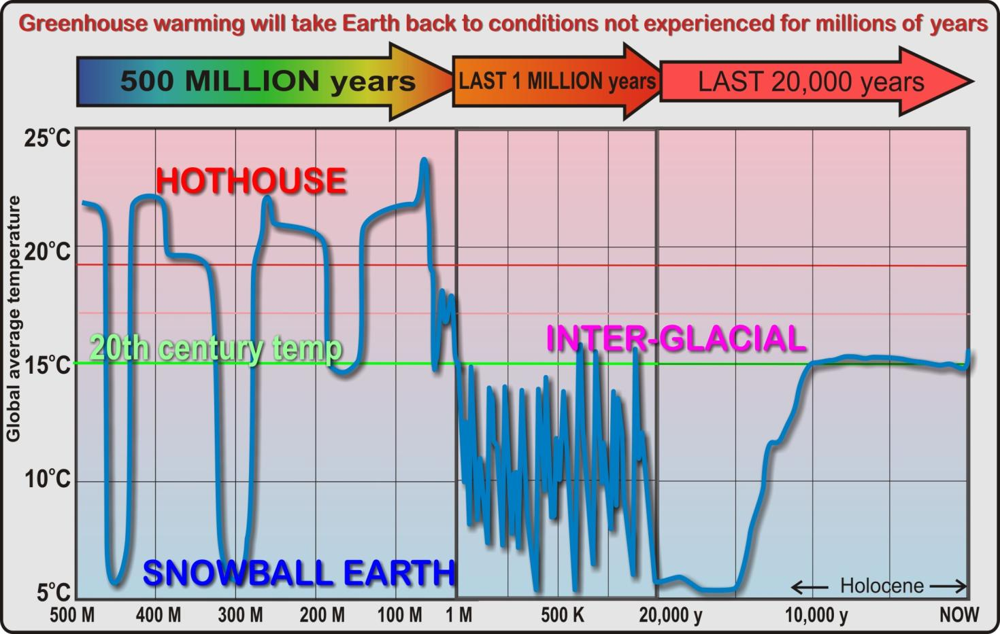 Greenhouse warming will take Earth back to conditions not experienced for millions of years
500 MILLION years
LAST 1 MILLION years
LAST 20,000 years
Global average temperature
25°C
20°C
15°C
10°C
5°C
HOTHOUSE
20th century temp
INTER-GLACIAL
SNOWBALL EARTH
Holocene
500 M
400 M
300 M
200 M
100 M
1 M
500 K
20,000 y
10,000 y
NOW